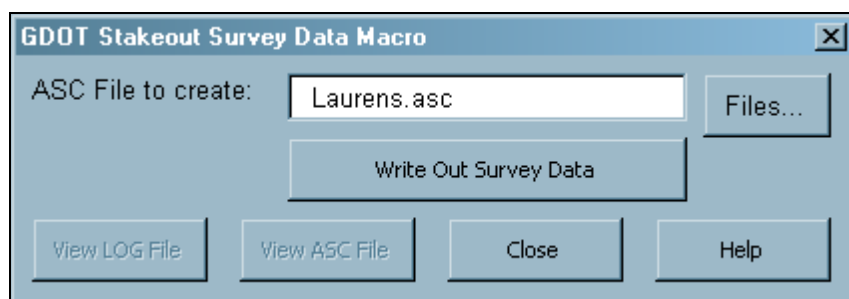 GDOT Stakeout Survey Data Macro
ASC File to create: Laurens.asc Files...
Write Out Survey Data
View LOG File View ASC File Close Help